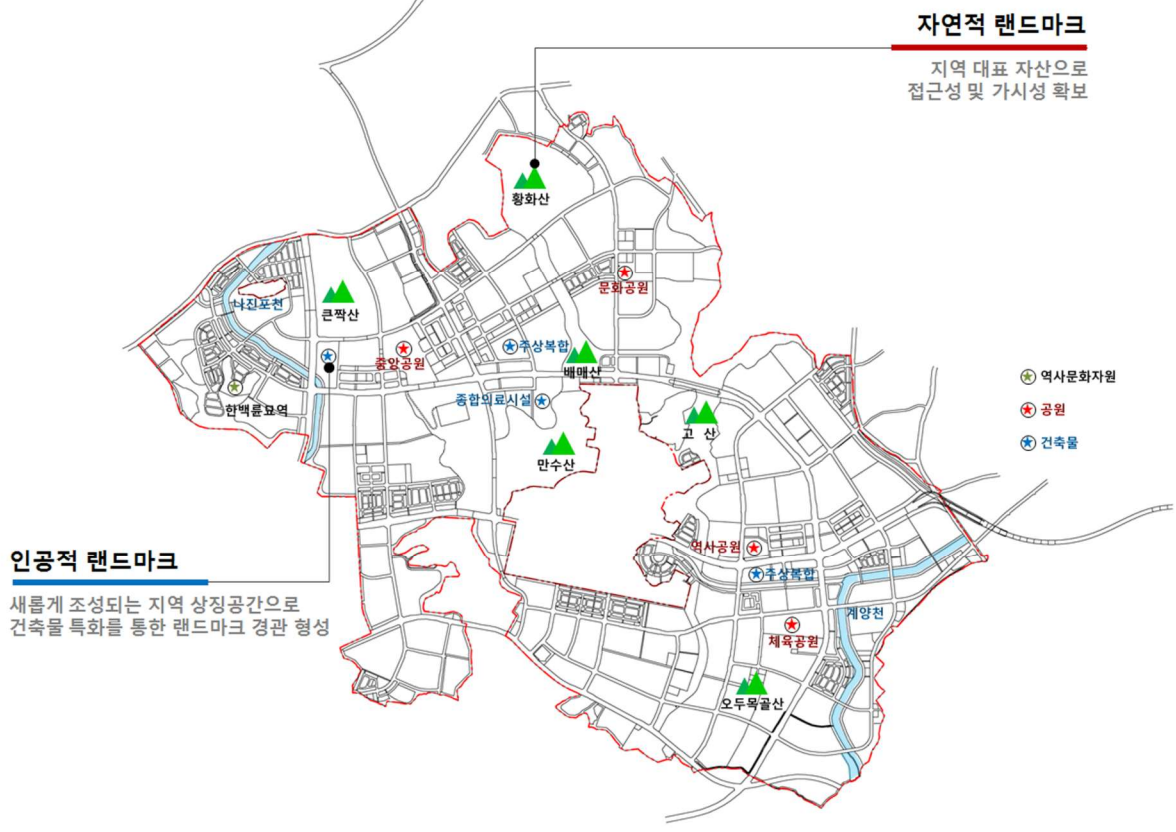 자연적 랜드마크
지역 대표 자산으로
접근성 및 가시성 확보
황화산
문화공원
나진포천
큰짝산
중앙공원
주상복합
배매산
한백륜묘역
종합의료시설
만수산
고 산
역사문화자원
공원
건축물
역사공원
주상복합
계양천
체육공원
오두목골산
인공적 랜드마크
새롭게 조성되는 지역 상징공간으로
건축물 특화를 통한 랜드마크 경관 형성